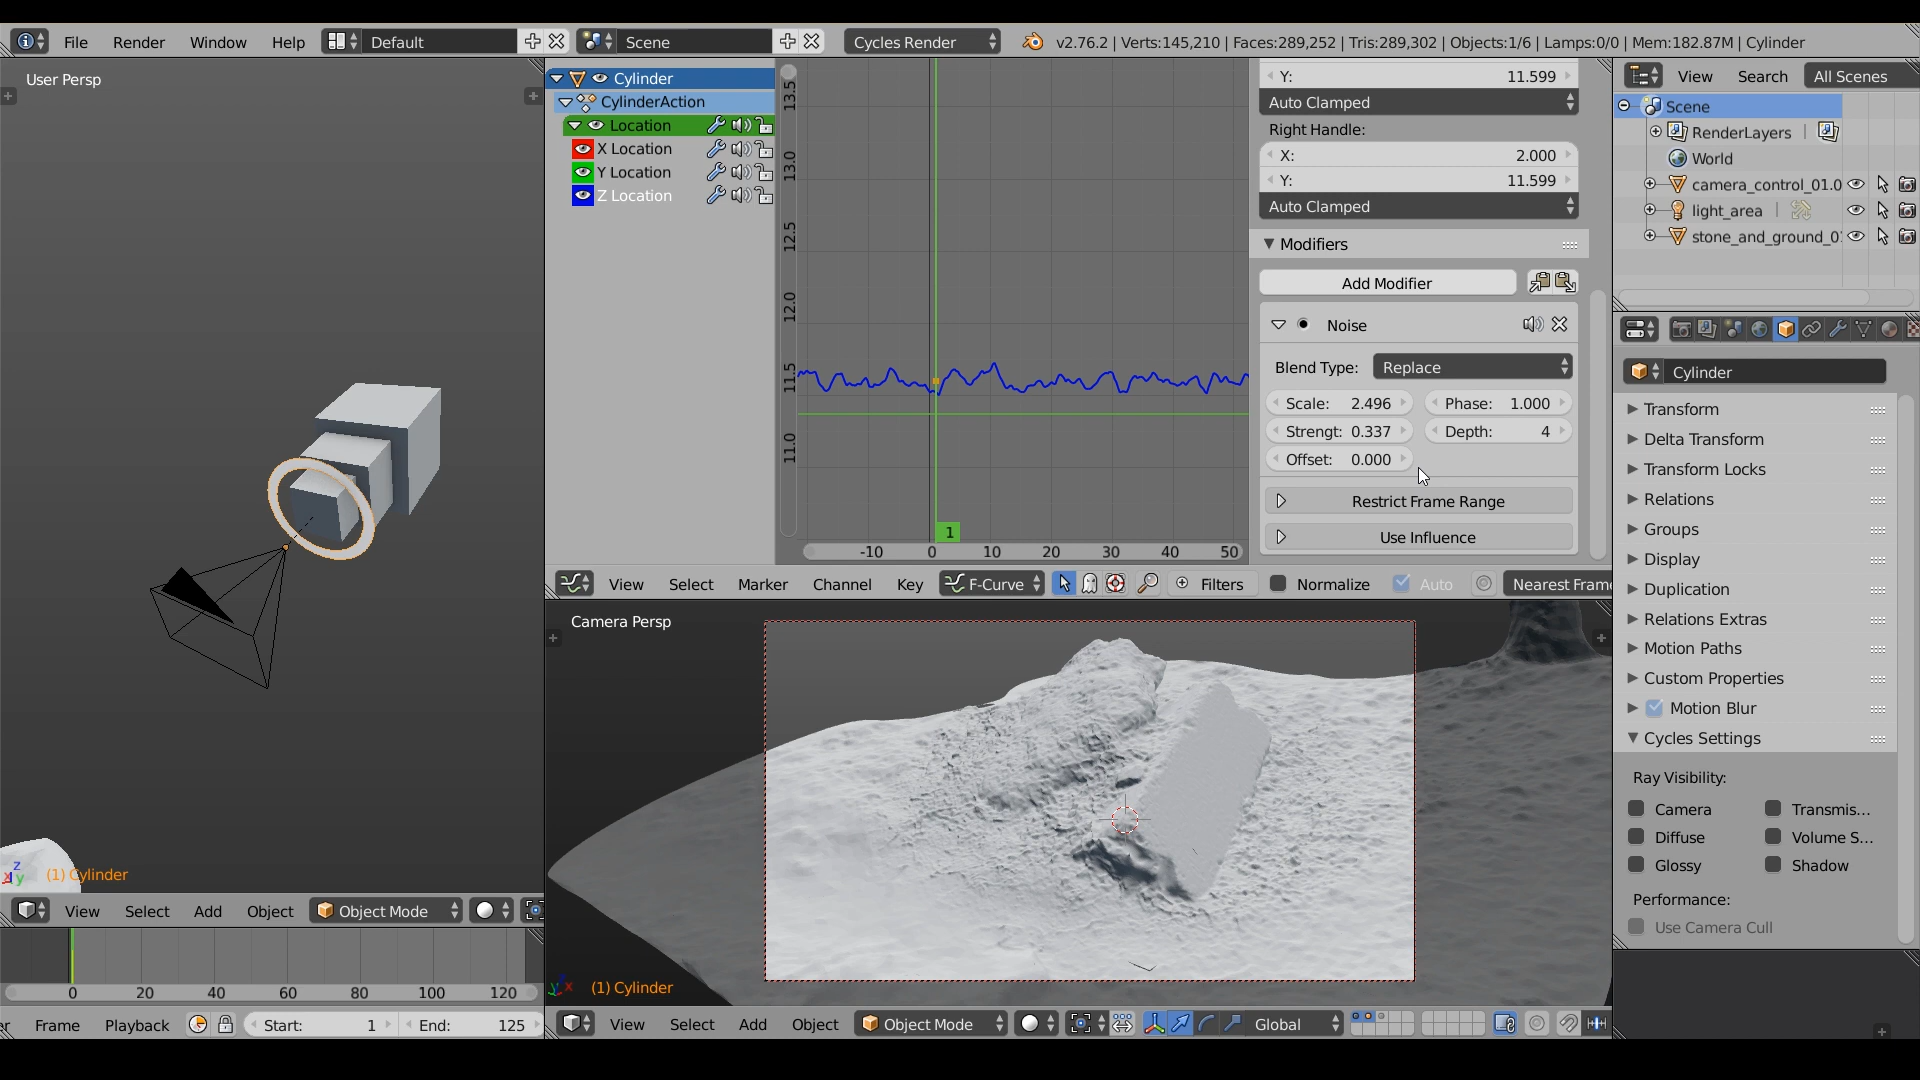 File Render Window Help Default Scene Cycles Render v2.76.2 | Verts:145,210 | Faces:289,252 | Tris:289,302 | Objects:1/6 | Lamps:0/0 | Mem:182.87M | Cylinder
User Persp
Cylinder
CylinderAction
Location
X Location
Y Location
Z Location
13.5
13.0
12.5
12.0
11.5
11.0
1
-10 0 10 20 30 40 50
Y: 11.599
Auto Clamped
Right Handle:
X: 2.000
Y: 11.599
Auto Clamped
Modifiers
Add Modifier
Noise
Blend Type: Replace
Scale: 2.496 Phase: 1.000
Strengt: 0.337 Depth: 4
Offset: 0.000
Restrict Frame Range
Use Influence
View Select Marker Channel Key F-Curve Filters Normalize Auto Nearest Frame
View Search All Scenes
Scene
RenderLayers
World
camera_control_01.0
light_area
stone_and_ground_0
Cylinder
Transform
Delta Transform
Transform Locks
Relations
Groups
Display
Duplication
Relations Extras
Motion Paths
Custom Properties
Motion Blur
Cycles Settings
Ray Visibility:
Camera Transmis...
Diffuse Volume S...
Glossy Shadow
Performance:
Use Camera Cull
z
y
(1) Cylinder
View Select Add Object Object Mode
0 20 40 60 80 100 120
Frame Playback Start: 1 End: 125
Camera Persp
(1) Cylinder
View Select Add Object Object Mode Global